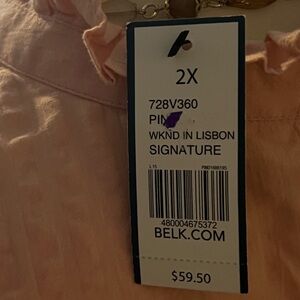 2X
728V360
PIN
WKND IN LISBON
SIGNATURE
480004675372
BELK.COM
$59.50